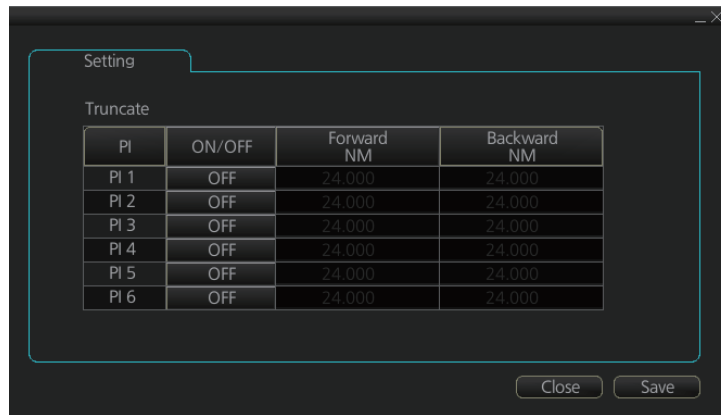 Setting
Truncate
PI ON/OFF Forward NM Backward NM
PI 1 OFF 24.000 24.000
PI 2 OFF 24.000 24.000
PI 3 OFF 24.000 24.000
PI 4 OFF 24.000 24.000
PI 5 OFF 24.000 24.000
PI 6 OFF 24.000 24.000
Close Save